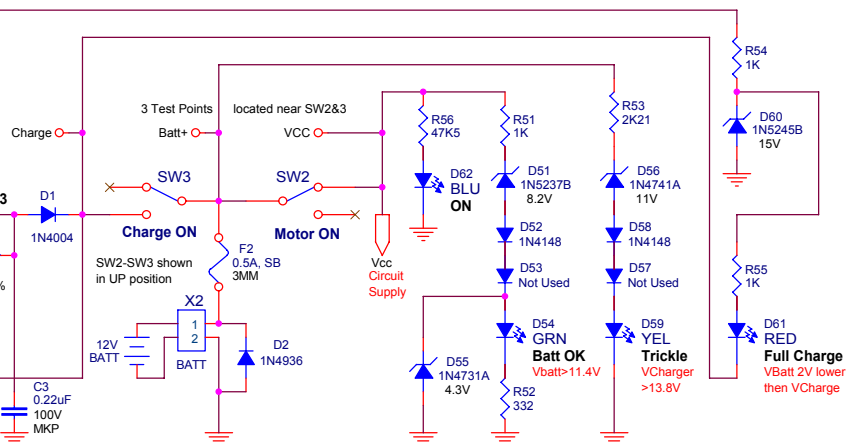 R54
1K
D60
1N5245B
15V
3 Test Points
located near SW2&3
Charge
Batt+
VCC
R56
47K5
R51
1K
R53
2K21
D62
BLU
ON
D51
1N5237B
8.2V
D56
1N4741A
11V
3
D1
1N4004
SW3
SW2
Charge ON
Motor ON
D52
1N4148
D58
1N4148
SW2-SW3 shown
in UP position
F2
0.5A, SB
3MM
Vcc
Circuit
Supply
D53
Not Used
D57
Not Used
R55
1K
%
X2
1
2
BATT
12V
BATT
D2
1N4936
D54
GRN
Batt OK
Vbatt>11.4V
D59
YEL
Trickle
VCharger
>13.8V
D61
RED
Full Charge
VBatt 2V lower
then VCharge
D55
1N4731A
4.3V
R52
332
C3
0.22uF
100V
MKP